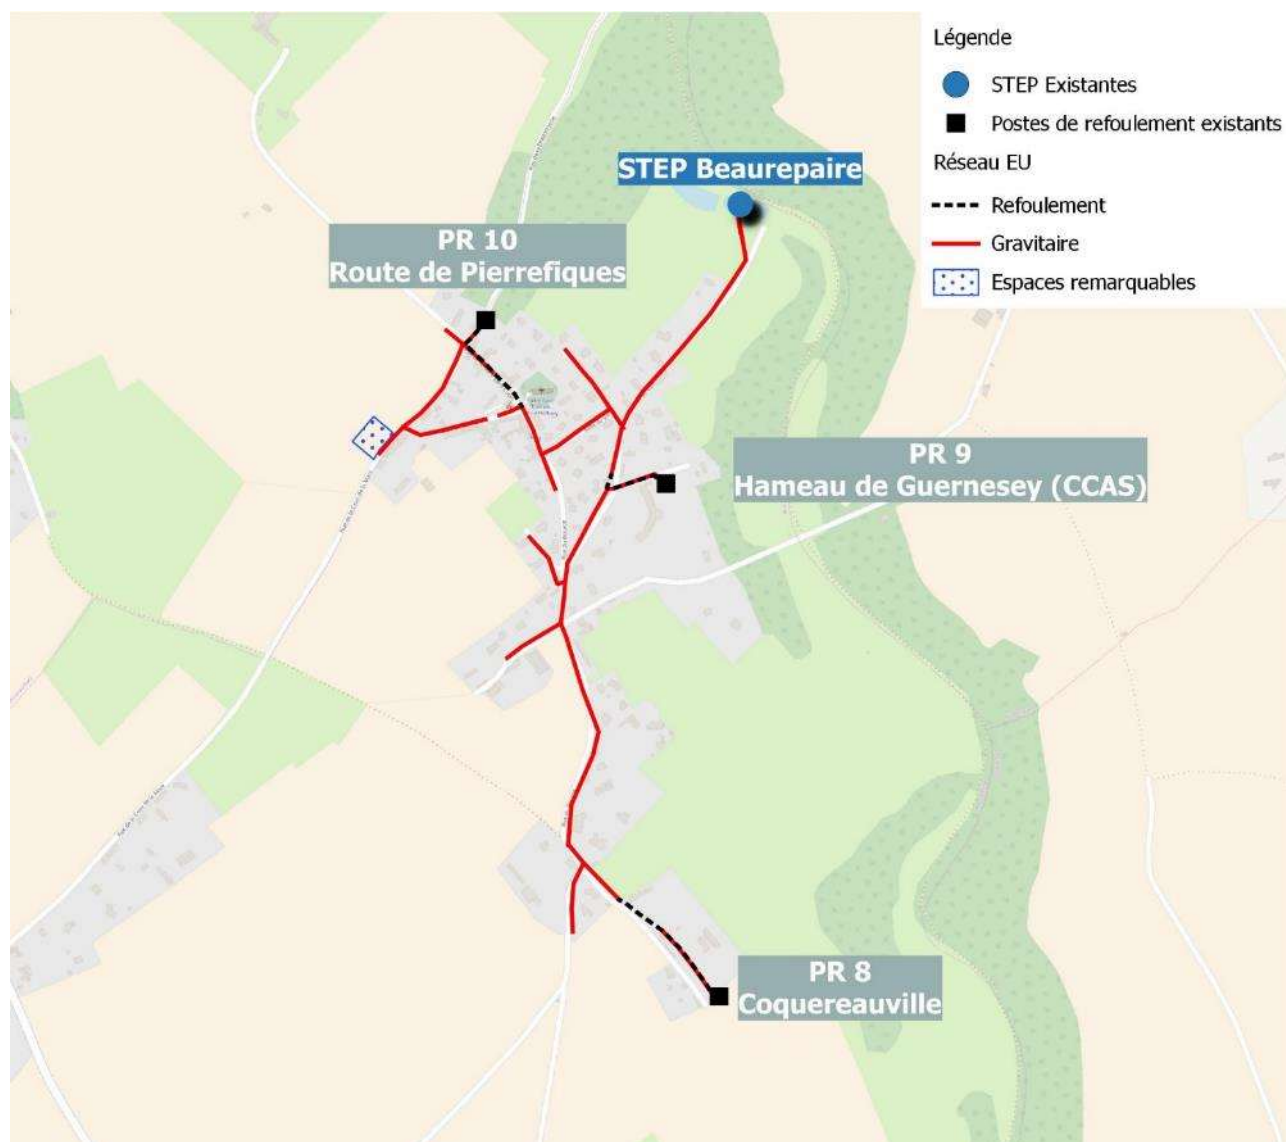 Légende
STEP Existantes
Postes de refoulement existants
Réseau EU
Refoulement
Gravitaire
Espaces remarquables
STEP Beaurepaire
PR 10
Route de Pierrefiques
PR 9
Hameau de Guernesey (CCAS)
PR 8
Coquereauville